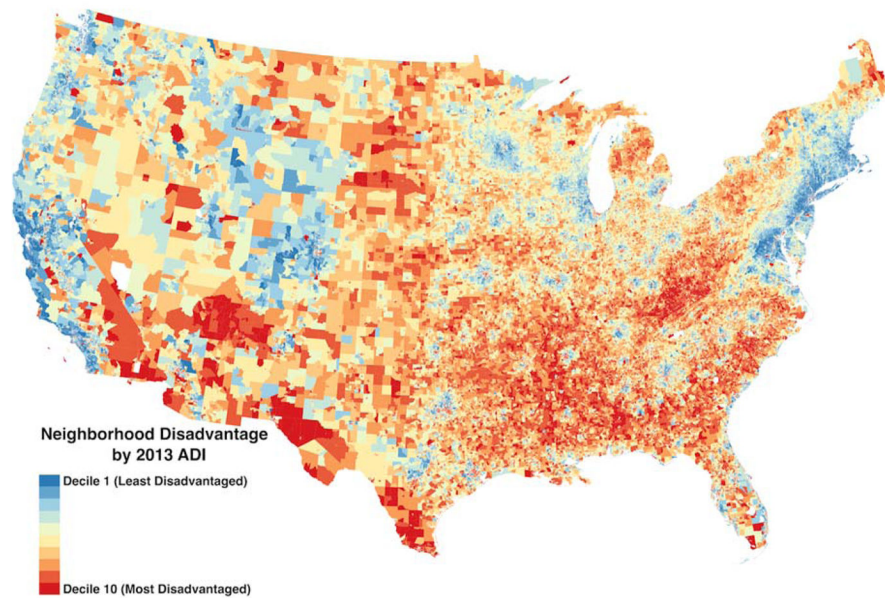 Neighborhood Disadvantage
by 2013 ADI
Decile 1 (Least Disadvantaged)
Decile 10 (Most Disadvantaged)